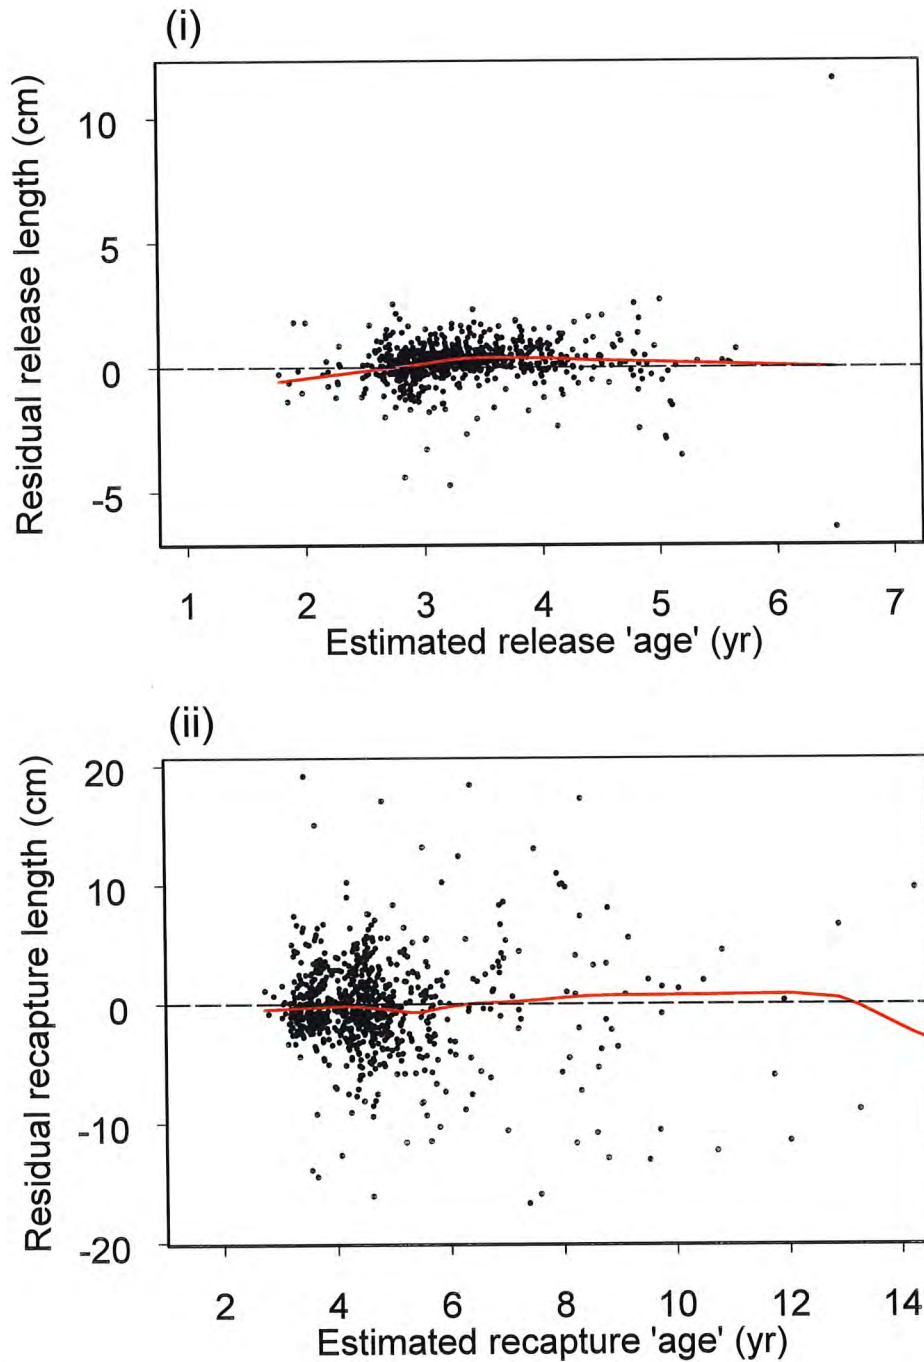 (i)
Residual release length (cm)
10
5
0
-5
1 2 3 4 5 6 7
Estimated release 'age' (yr)
(ii)
Residual recapture length (cm)
20
10
0
-10
-20
2 4 6 8 10 12 14
Estimated recapture 'age' (yr)